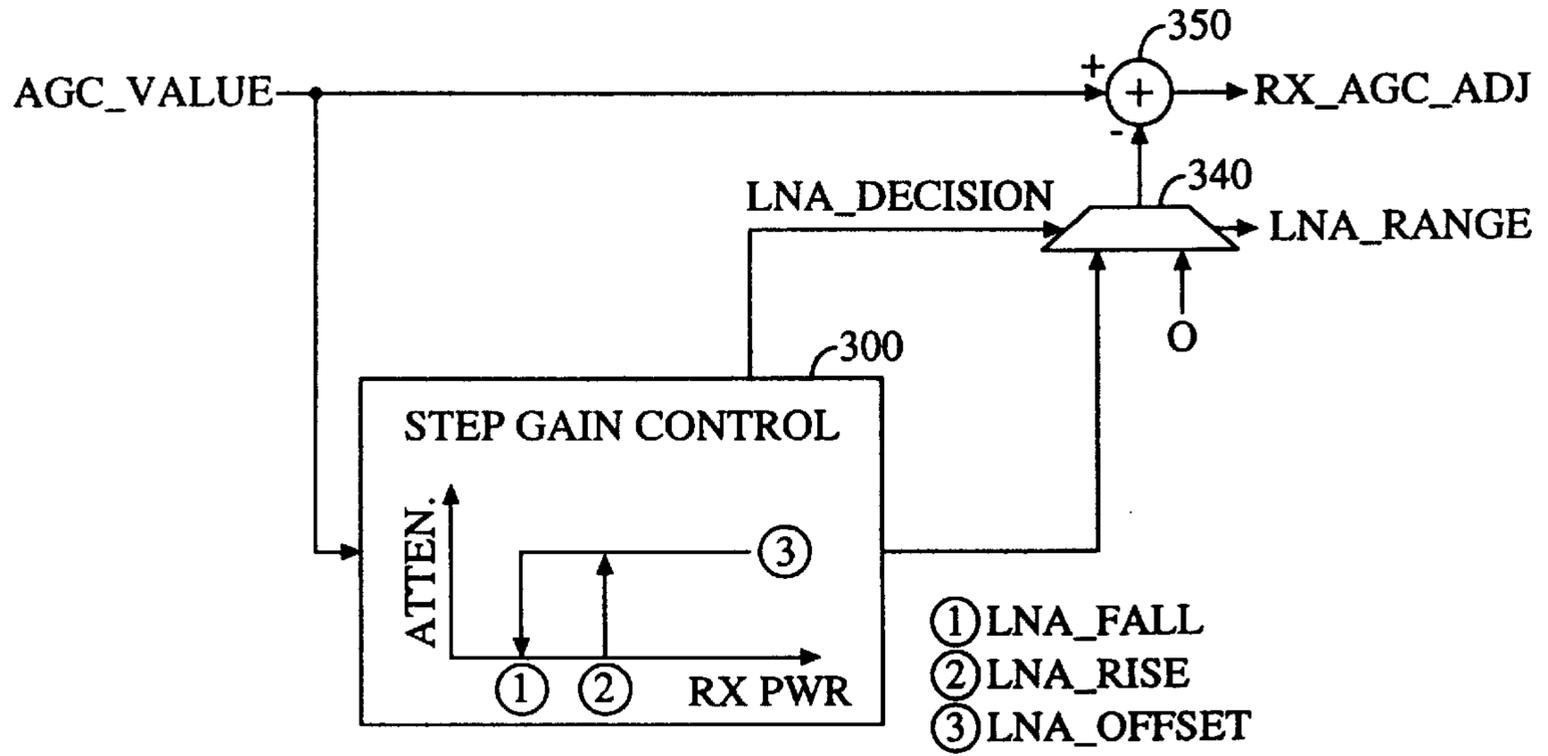 350
AGC_VALUE
+
+
RX_AGC_ADJ
-
340
LNA_DECISION
LNA_RANGE
O
300
STEP GAIN CONTROL
ATTEN.
3
1
2
RX PWR
1 LNA_FALL
2 LNA_RISE
3 LNA_OFFSET